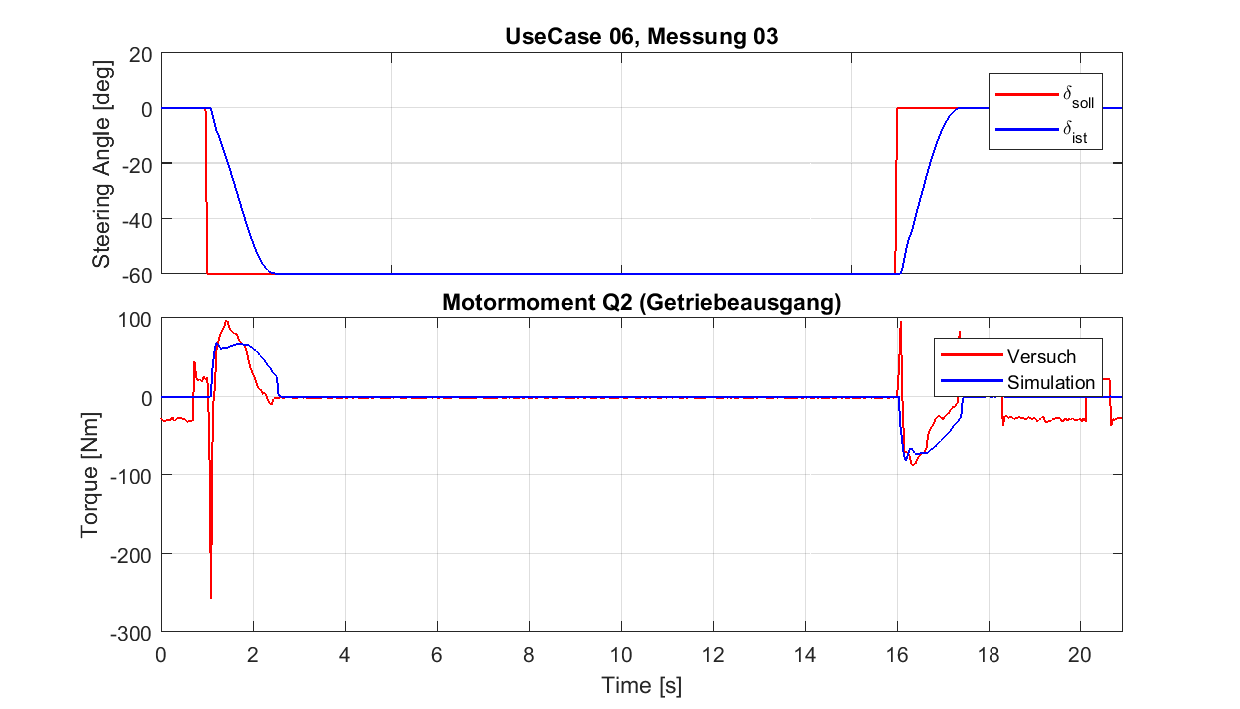 UseCase 06, Messung 03
Steering Angle [deg]
20
0
-20
-40
-60
δsoll
δist
Motormoment Q2 (Getriebeausgang)
Torque [Nm]
100
0
-100
-200
-300
Versuch
Simulation
0 2 4 6 8 10 12 14 16 18 20
Time [s]